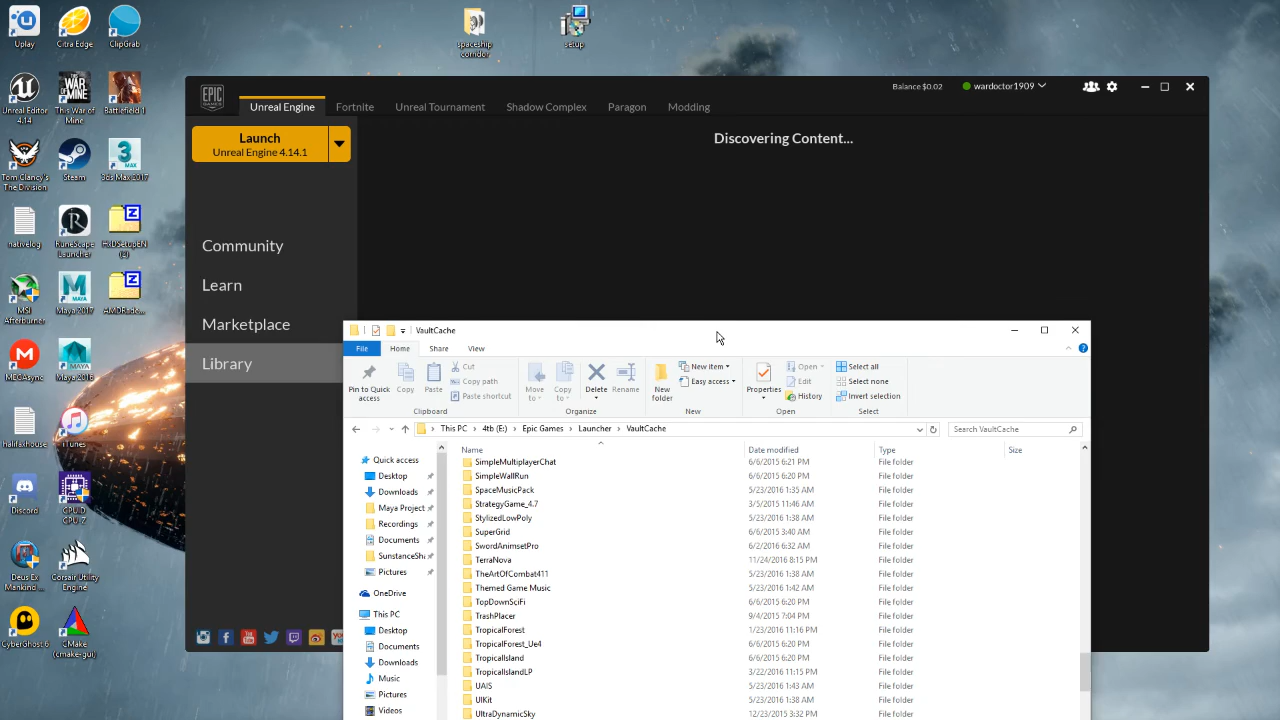 Uplay
Citra Edge
ClipGrab
spaceship
corridor
setup
Unreal Editor
4.14
This War of
Mine
Battlefield 1
Tom Clancy's
The Division
Steam
3ds Max 2017
nativelog
RuneScape
Launcher
MSI
Afterburner
Maya 2017
AMDRade...
MEGAsync
Maya 2016
halifaxhouse
iTunes
Discord
CPU-D
CPU-Z
Deus Ex
Corsair Utility
Engine
CyberGhost 6
CMake
(cmake-gui)
EPIC
GAMES
Unreal Engine
Fortnite
Unreal Tournament
Shadow Complex
Paragon
Modding
Balance $0.02
wardoctor1909
Launch
Unreal Engine 4.14.1
Discovering Content...
Community
Learn
Marketplace
Library
VaultCache
File
Home
Share
View
Pin to Quick
access
Copy
Paste
Cut
Copy path
Paste shortcut
Clipboard
Move
to
Copy
to
Delete
Rename
Organize
New
folder
New item
Easy access
New
Properties
Open
Edit
History
Open
Select all
Select none
Invert selection
Select
This PC > 4tb (E:) > Epic Games > Launcher > VaultCache
Search VaultCache
Name Date modified Type Size
Quick access
Desktop
Downloads
Maya Project
Recordings
Documents
SunstanceSha
Pictures
OneDrive
This PC
Desktop
Documents
Downloads
Music
Pictures
Videos
SimpleMultiplayerChat 6/6/2015 6:21 PM File folder
SimpleWallRun 6/6/2015 6:20 PM File folder
SpaceMusicPack 5/23/2016 1:35 AM File folder
StrategyGame_4.7 3/5/2015 11:46 AM File folder
StylizedLowPoly 5/23/2016 1:38 AM File folder
SuperGrid 6/6/2015 3:40 AM File folder
SwordAnimsetPro 6/2/2016 6:32 AM File folder
TerraNova 11/24/2016 8:15 PM File folder
TheArtOfCombat411 5/23/2016 1:38 AM File folder
Themed Game Music 5/23/2016 1:42 AM File folder
TopDownSciFi 6/6/2015 6:20 PM File folder
TrashPlacer 9/4/2015 7:04 PM File folder
TropicalForest 1/23/2016 11:16 PM File folder
TropicalForest_Ue4 6/6/2015 6:20 PM File folder
TropicalIsland 6/6/2015 6:20 PM File folder
TropicalIslandLP 3/22/2016 11:15 PM File folder
UAIS 5/23/2016 1:43 AM File folder
UIKit 5/23/2016 1:38 AM File folder
UltraDynamicSky 12/23/2015 3:32 PM File folder